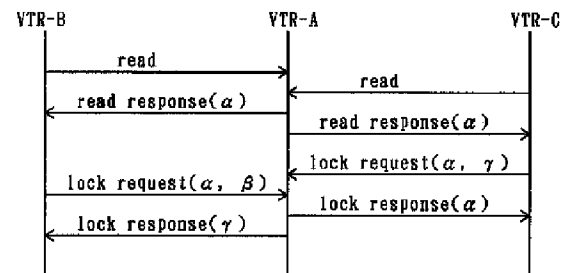 VTR-B VTR-A VTR-C
read
read
read response(α)
read response(α)
lock request(α, γ)
lock request(α, β)
lock response(α)
lock response(γ)